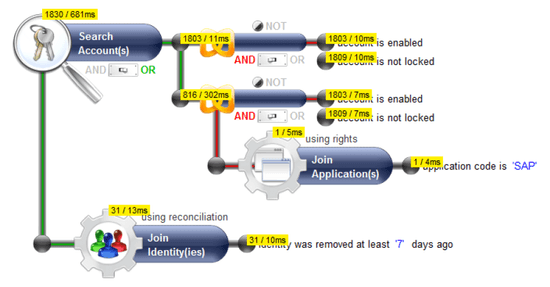 1830 / 681ms
Search
Account(s)
AND OR
NOT
1803 / 11ms
AND OR
1803 / 10ms
account is enabled
1809 / 10ms
account is not locked
NOT
816 / 302ms
AND OR
1803 / 7ms
account is enabled
1809 / 7ms
account is not locked
1 / 5ms
using rights
Join
Application(s)
1 / 4ms
application code is 'SAP'
31 / 13ms
using reconciliation
Join
Identity(ies)
31 / 10ms
identity was removed at least '7' days ago